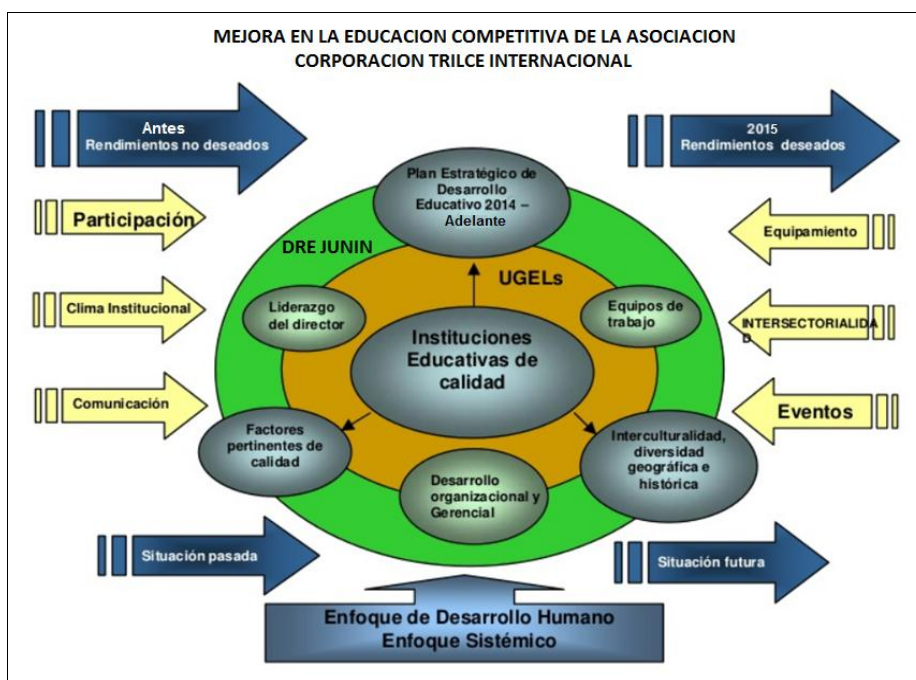 MEJORA EN LA EDUCACION COMPETITIVA DE LA ASOCIACION
CORPORACION TRILCE INTERNACIONAL
Antes
Rendimientos no deseados
2015
Rendimientos deseados
Plan Estratégico de
Desarrollo
Educativo 2014 –
Adelante
Participación
Equipamiento
DRE JUNIN
UGELs
Clima Institucional
Liderazgo
del director
Equipos de
trabajo
INTERSECTORIALIDA
D
Instituciones
Educativas de
calidad
Comunicación
Eventos
Factores
pertinentes de
calidad
Interculturalidad,
diversidad
geográfica e
histórica
Desarrollo
organizacional y
Gerencial
Situación pasada
Situación futura
Enfoque de Desarrollo Humano
Enfoque Sistémico